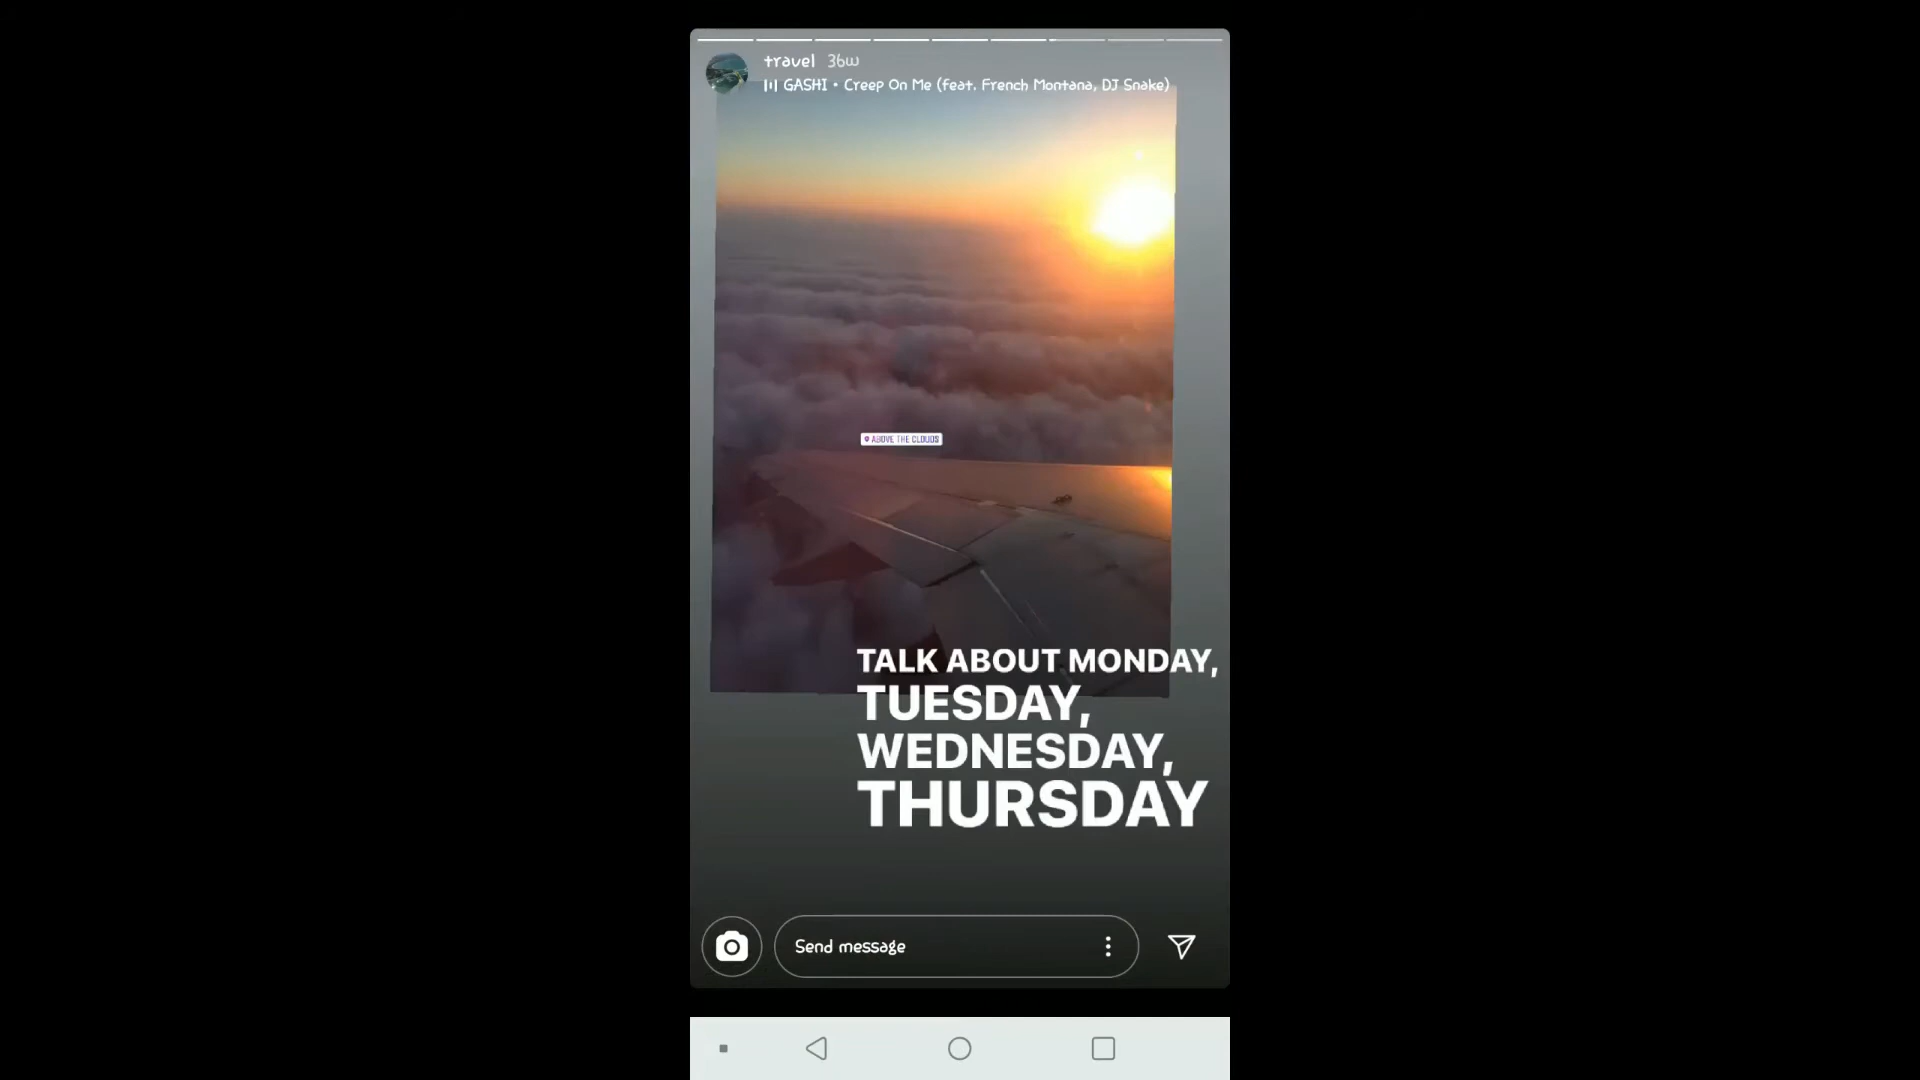 travel 36w
GASHI • Creep On Me (feat. French Montana, DJ Snake)
ABOVE THE CLOUDS
TALK ABOUT MONDAY,
TUESDAY,
WEDNESDAY,
THURSDAY
Send message